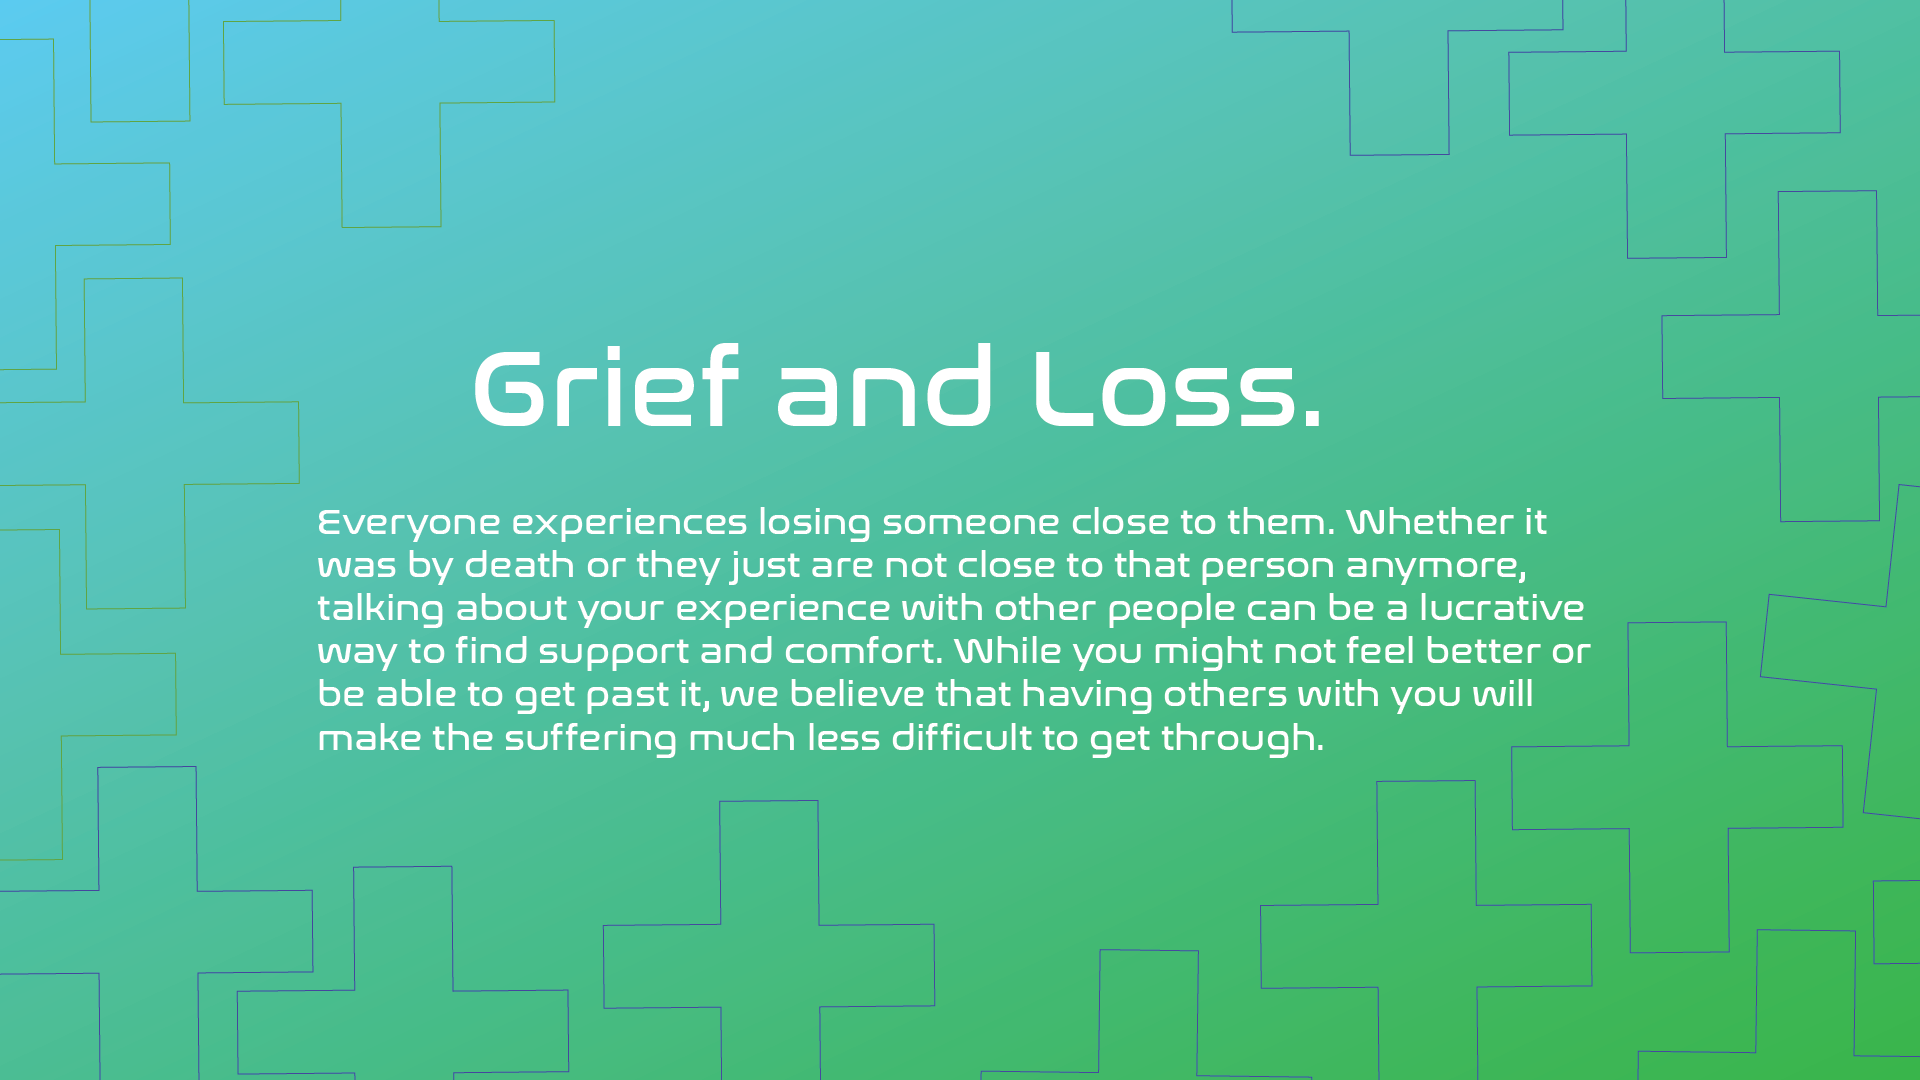 Grief and Loss.
Everyone experiences losing someone close to them. Whether it
was by death or they just are not close to that person anymore,
talking about your experience with other people can be a lucrative
way to find support and comfort. While you might not feel better or
be able to get past it, we believe that having others with you will
make the suffering much less difficult to get through.